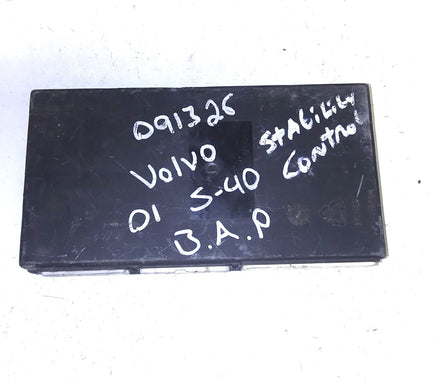 091326
Volvo
01 S-40
B.A.P
Stability
Control